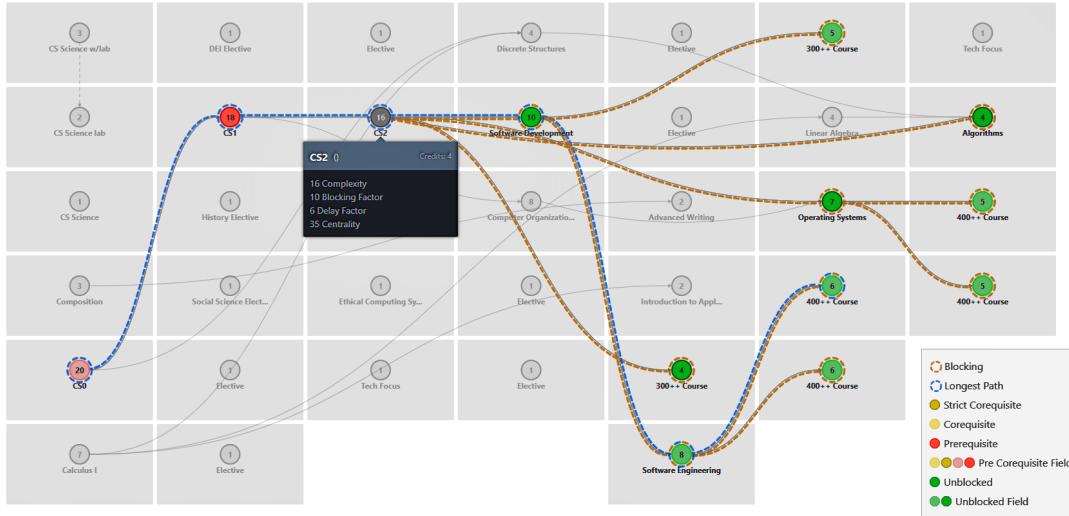 3
1
1
4
1
5
1
CS Science w/lab
DEI Elective
Elective
Discrete Structures
Elective
300++ Course
Tech Focus
2
18
16
10
1
4
4
CS Science lab
CS1
CS2
Software Development
Elective
Linear Algebra
Algorithms
CS2 ()
Credits: 4
16 Complexity
10 Blocking Factor
6 Delay Factor
35 Centrality
1
1
8
2
7
5
CS Science
History Elective
Computer Organizatio...
Advanced Writing
Operating Systems
400++ Course
3
1
1
1
2
6
5
Composition
Social Science Elect...
Ethical Computing Sy...
Elective
Introduction to Appl...
400++ Course
400++ Course
20
1
1
1
4
6
CS0
Elective
Tech Focus
Elective
300++ Course
400++ Course
7
1
8
Calculus I
Elective
Software Engineering
Blocking
Longest Path
Strict Corequisite
Corequisite
Prerequisite
Pre Corequisite Field
Unblocked
Unblocked Field